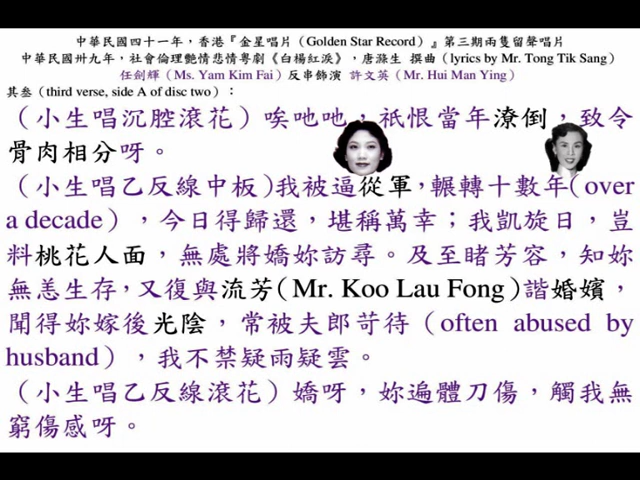 中華民國四十一年，香港『金星唱片（Golden Star Record）』第三期兩隻留聲唱片
中華民國卅九年，社會倫理艷情悲情粵劇《白楊紅淚》，唐滌生 撰曲（lyrics by Mr. Tong Tik Sang）
任劍輝（Ms. Yam Kim Fai）反串飾演 許文英（Mr. Hui Man Ying）
其叁（third verse, side A of disc two）：
（小生唱沉腔滾花）唉吔吔，祇恨當年潦倒，致令
骨肉相分呀。
（小生唱乙反線中板)我被逼從軍，輾轉十數年（over
a decade），今日得歸還，堪稱萬幸；我凱旋日，豈
料桃花人面，無處將嬌妳訪尋。及至睹芳容，知妳
無恙生存，又復與流芳（Mr. Koo Lau Fong）諧婚嬪，
聞得妳嫁後光陰，常被夫郎苛待（often abused by
husband），我不禁疑雨疑雲。
（小生唱乙反線滾花）嬌呀，妳遍體刀傷，觸我無
窮傷感呀。